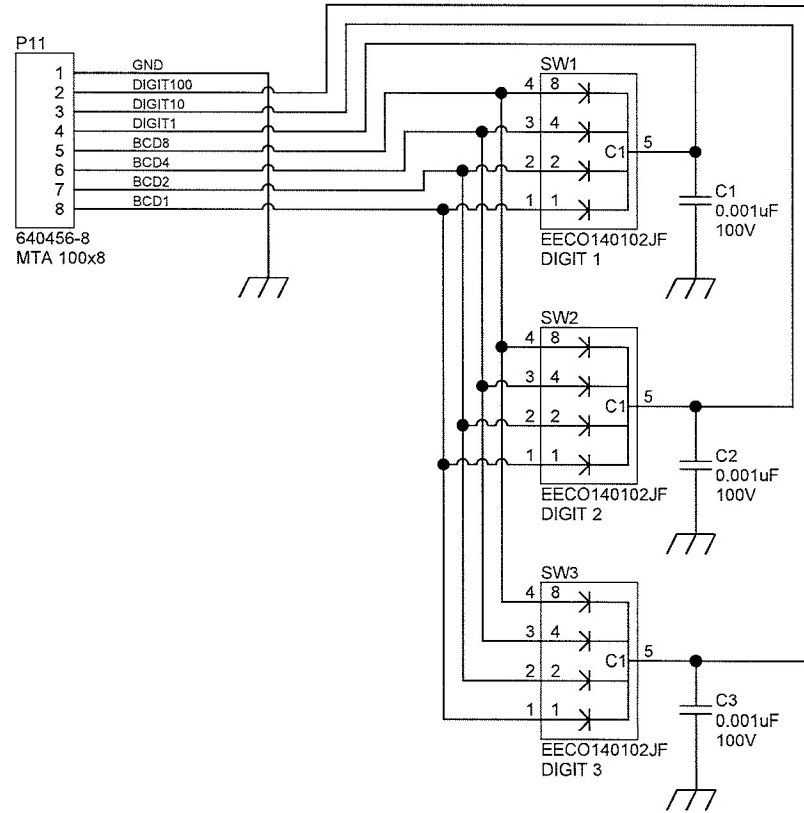 P11
1 GND
2 DIGIT100
3 DIGIT10
4 DIGIT1
5 BCD8
6 BCD4
7 BCD2
8 BCD1
640456-8
MTA 100x8
SW1
4 8
3 4
2 2
1 1
C1 5
EECO140102JF
DIGIT 1
C1
0.001uF
100V
SW2
4 8
3 4
2 2
1 1
C1 5
EECO140102JF
DIGIT 2
C2
0.001uF
100V
SW3
4 8
3 4
2 2
1 1
C1 5
EECO140102JF
DIGIT 3
C3
0.001uF
100V